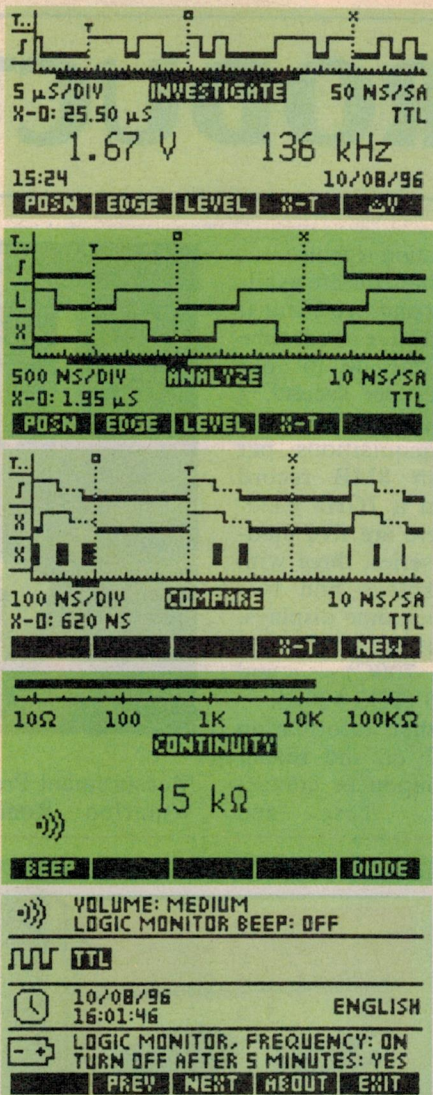 T..
5 µS/DIV INVESTIGATE 50 NS/SA
X-O: 25.50 µS TTL
1.67 V 136 kHz
15:24 10/08/96
POSN EDGE LEVEL X-T △V
T..
L
X
500 NS/DIV ANALYZE 10 NS/SA
X-O: 1.95 µS TTL
POSN EDGE LEVEL X-T
T..
X
X
100 NS/DIV COMPARE 10 NS/SA
X-O: 620 NS TTL
X-T NEW
10Ω 100 1K 10K 100KΩ
CONTINUITY
15 kΩ
BEEP DIODE
VOLUME: MEDIUM
LOGIC MONITOR BEEP: OFF
TTL
10/08/96
16:01:46 ENGLISH
LOGIC MONITOR, FREQUENCY: ON
TURN OFF AFTER 5 MINUTES: YES
PREV NEXT ABOUT EXIT